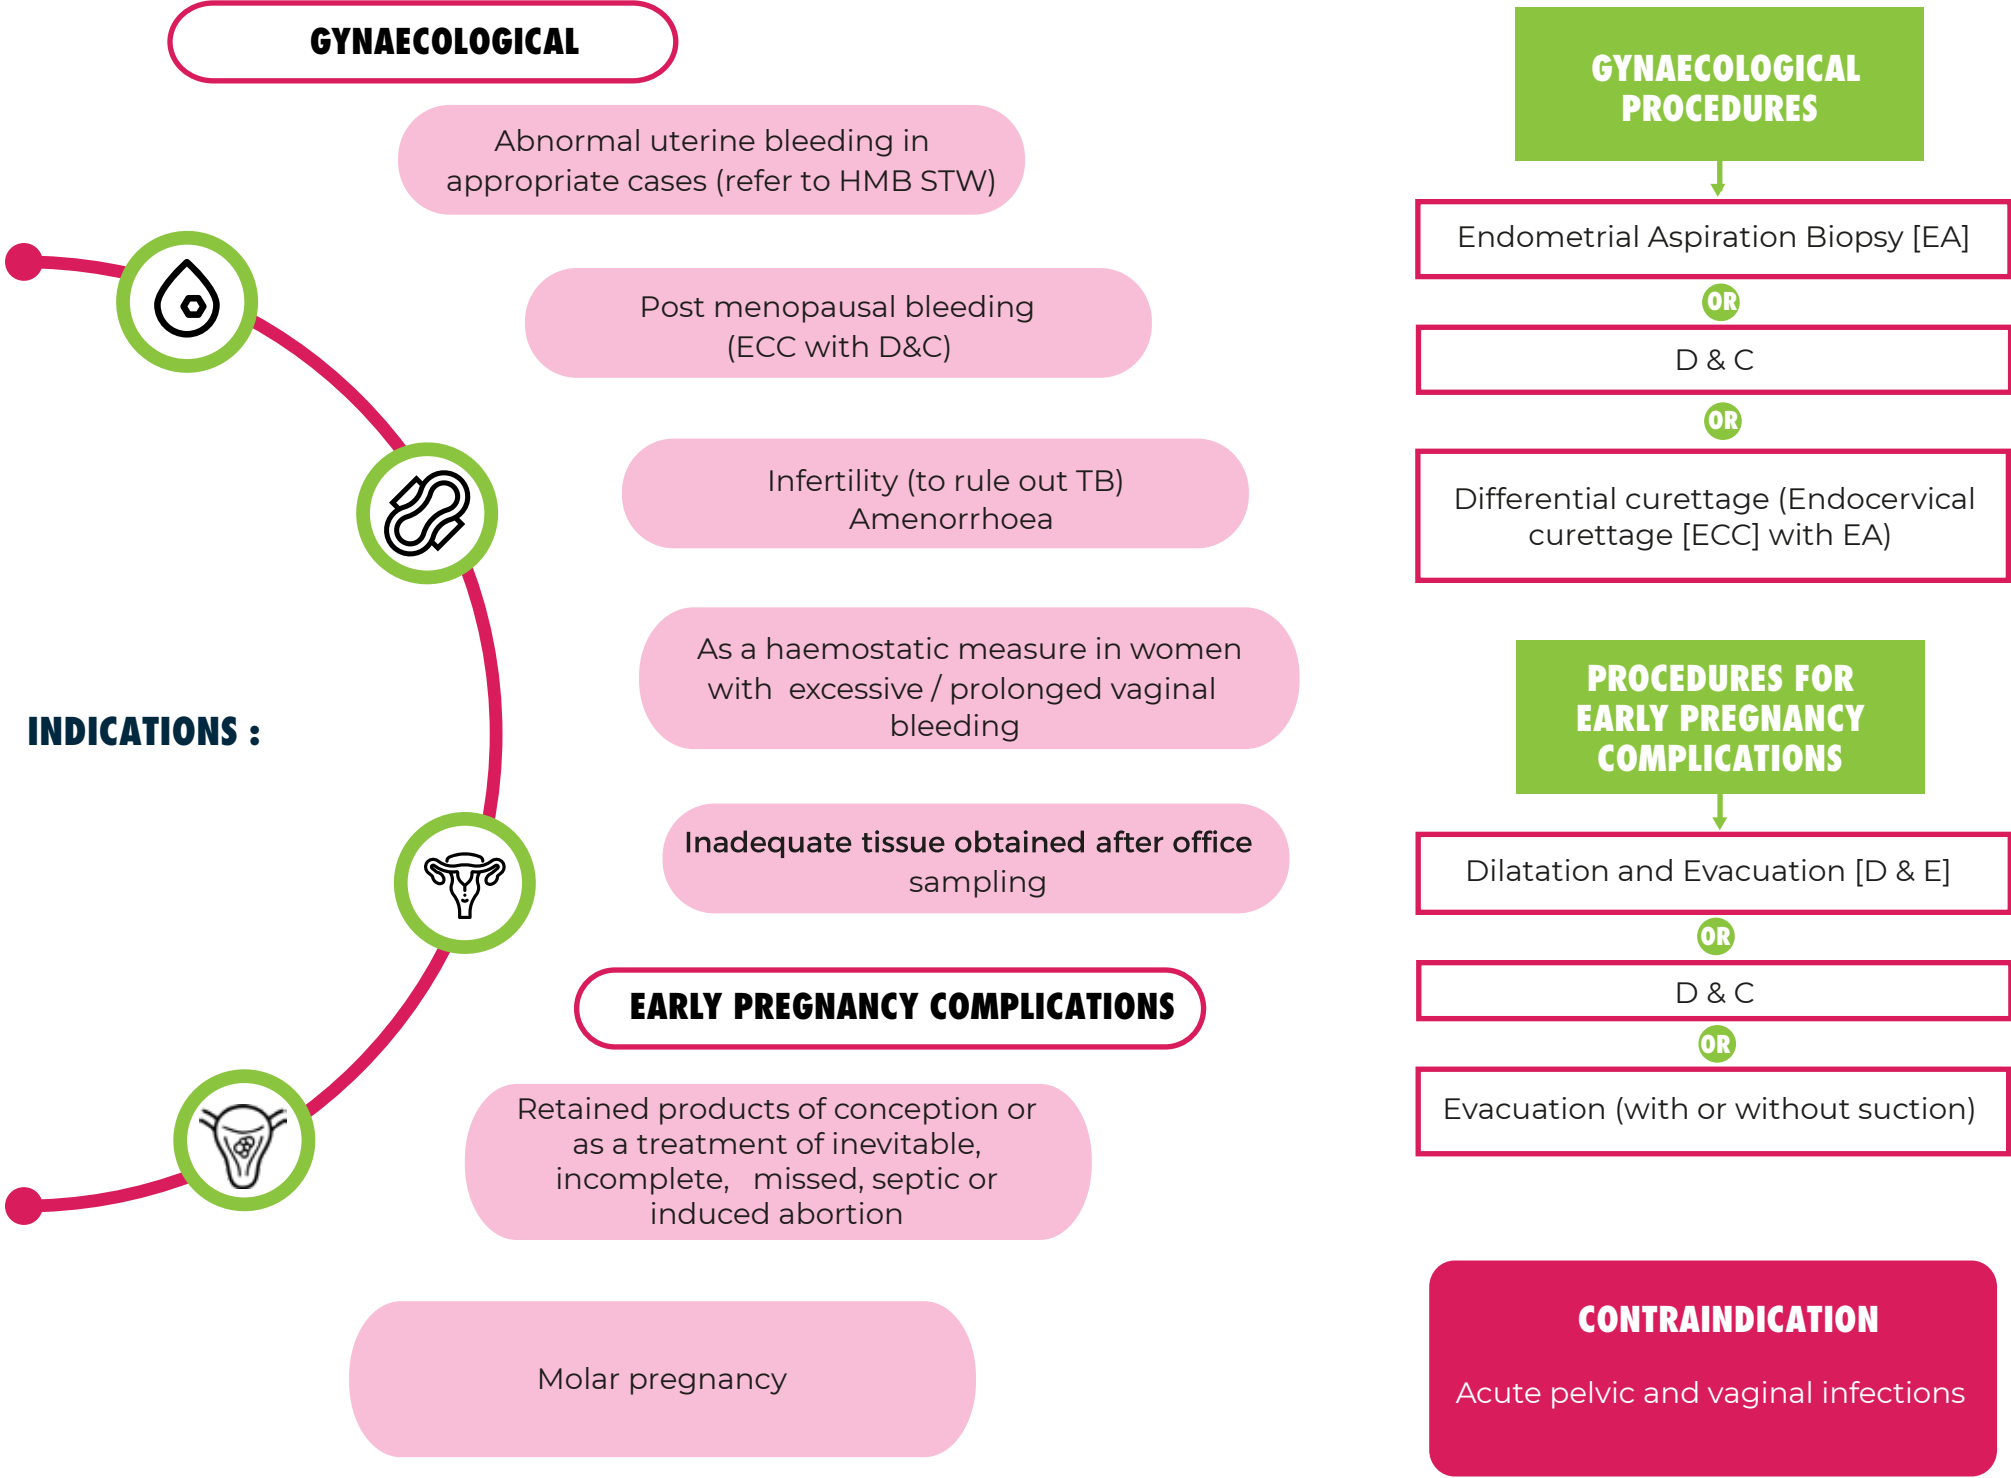 GYNAECOLOGICAL
Abnormal uterine bleeding in
appropriate cases (refer to HMB STW)
Post menopausal bleeding
(ECC with D&C)
Infertility (to rule out TB)
Amenorrhoea
As a haemostatic measure in women
with excessive / prolonged vaginal
bleeding
INDICATIONS :
Inadequate tissue obtained after office
sampling
EARLY PREGNANCY COMPLICATIONS
Retained products of conception or
as a treatment of inevitable,
incomplete, missed, septic or
induced abortion
Molar pregnancy
GYNAECOLOGICAL
PROCEDURES
Endometrial Aspiration Biopsy [EA]
OR
D & C
OR
Differential curettage (Endocervical
curettage [ECC] with EA)
PROCEDURES FOR
EARLY PREGNANCY
COMPLICATIONS
Dilatation and Evacuation [D & E]
OR
D & C
OR
Evacuation (with or without suction)
CONTRAINDICATION
Acute pelvic and vaginal infections